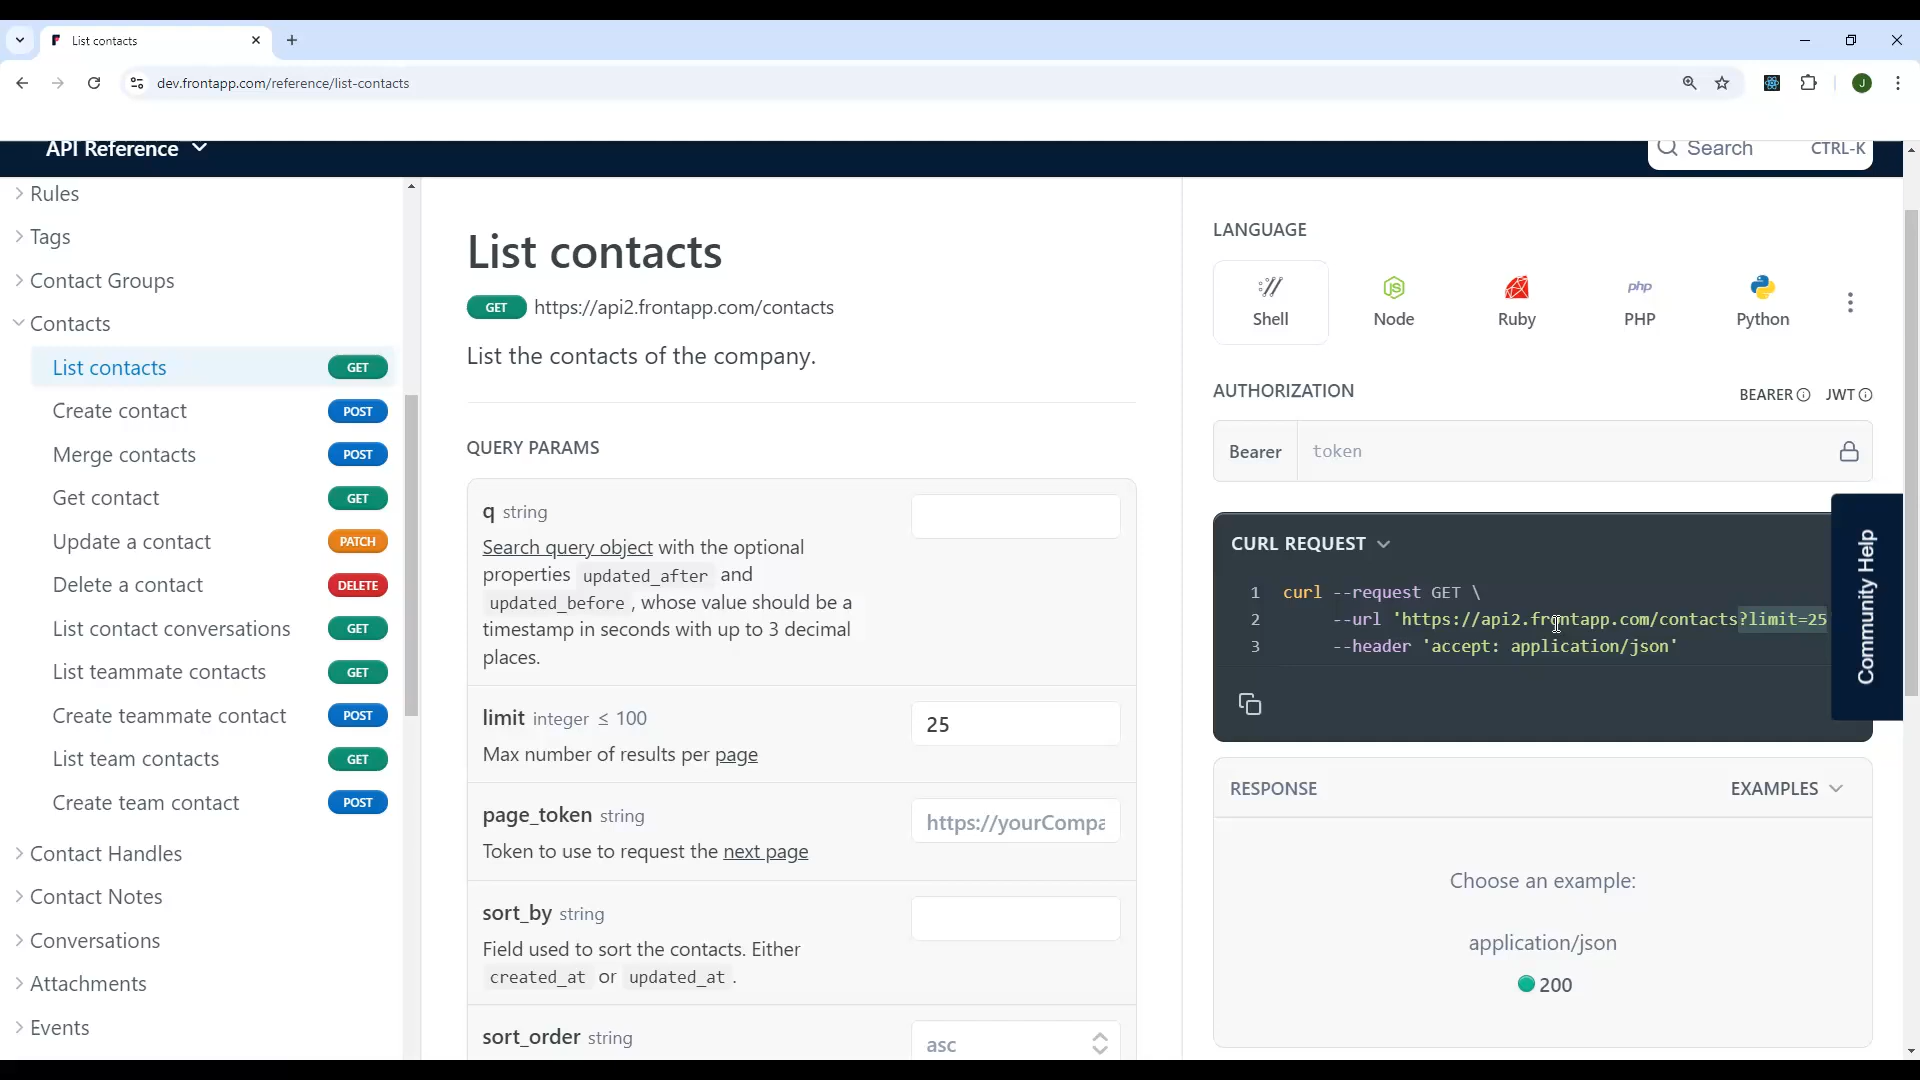 List contacts
dev.frontapp.com/reference/list-contacts
J
API Reference
Search
CTRL-K
Rules
Tags
Contact Groups
Contacts
List contacts GET
Create contact POST
Merge contacts POST
Get contact GET
Update a contact PATCH
Delete a contact DELETE
List contact conversations GET
List teammate contacts GET
Create teammate contact POST
List team contacts GET
Create team contact POST
Contact Handles
Contact Notes
Conversations
Attachments
Events
List contacts
GET https://api2.frontapp.com/contacts
List the contacts of the company.
QUERY PARAMS
q string
Search query object with the optional
properties updated_after and
updated_before , whose value should be a
timestamp in seconds with up to 3 decimal
places.
limit integer ≤ 100
25
Max number of results per page
page_token string
https://yourCompa
Token to use to request the next page
sort_by string
Field used to sort the contacts. Either
created_at or updated_at .
sort_order string
asc
LANGUAGE
Shell
Node
Ruby
php
PHP
Python
AUTHORIZATION
BEARER
JWT
Bearer
token
CURL REQUEST
1 curl --request GET \
2 --url 'https://api2.frontapp.com/contacts?limit=25
3 --header 'accept: application/json'
RESPONSE
EXAMPLES
Choose an example:
application/json
200
Community Help